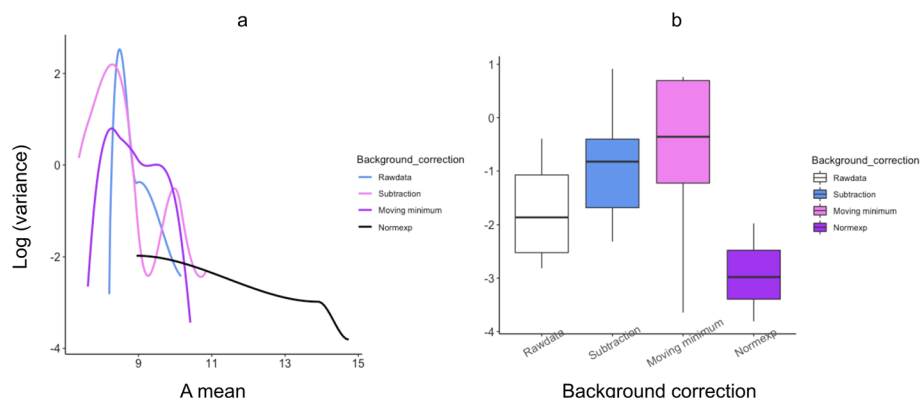 a
2
0
-2
-4
9
11
13
15
Log (variance)
A mean
Background_correction
Rawdata
Subtraction
Moving minimum
Normexp
b
1
0
-1
-2
-3
-4
Rawdata
Subtraction
Moving minimum
Normexp
Background correction
Background_correction
Rawdata
Subtraction
Moving minimum
Normexp